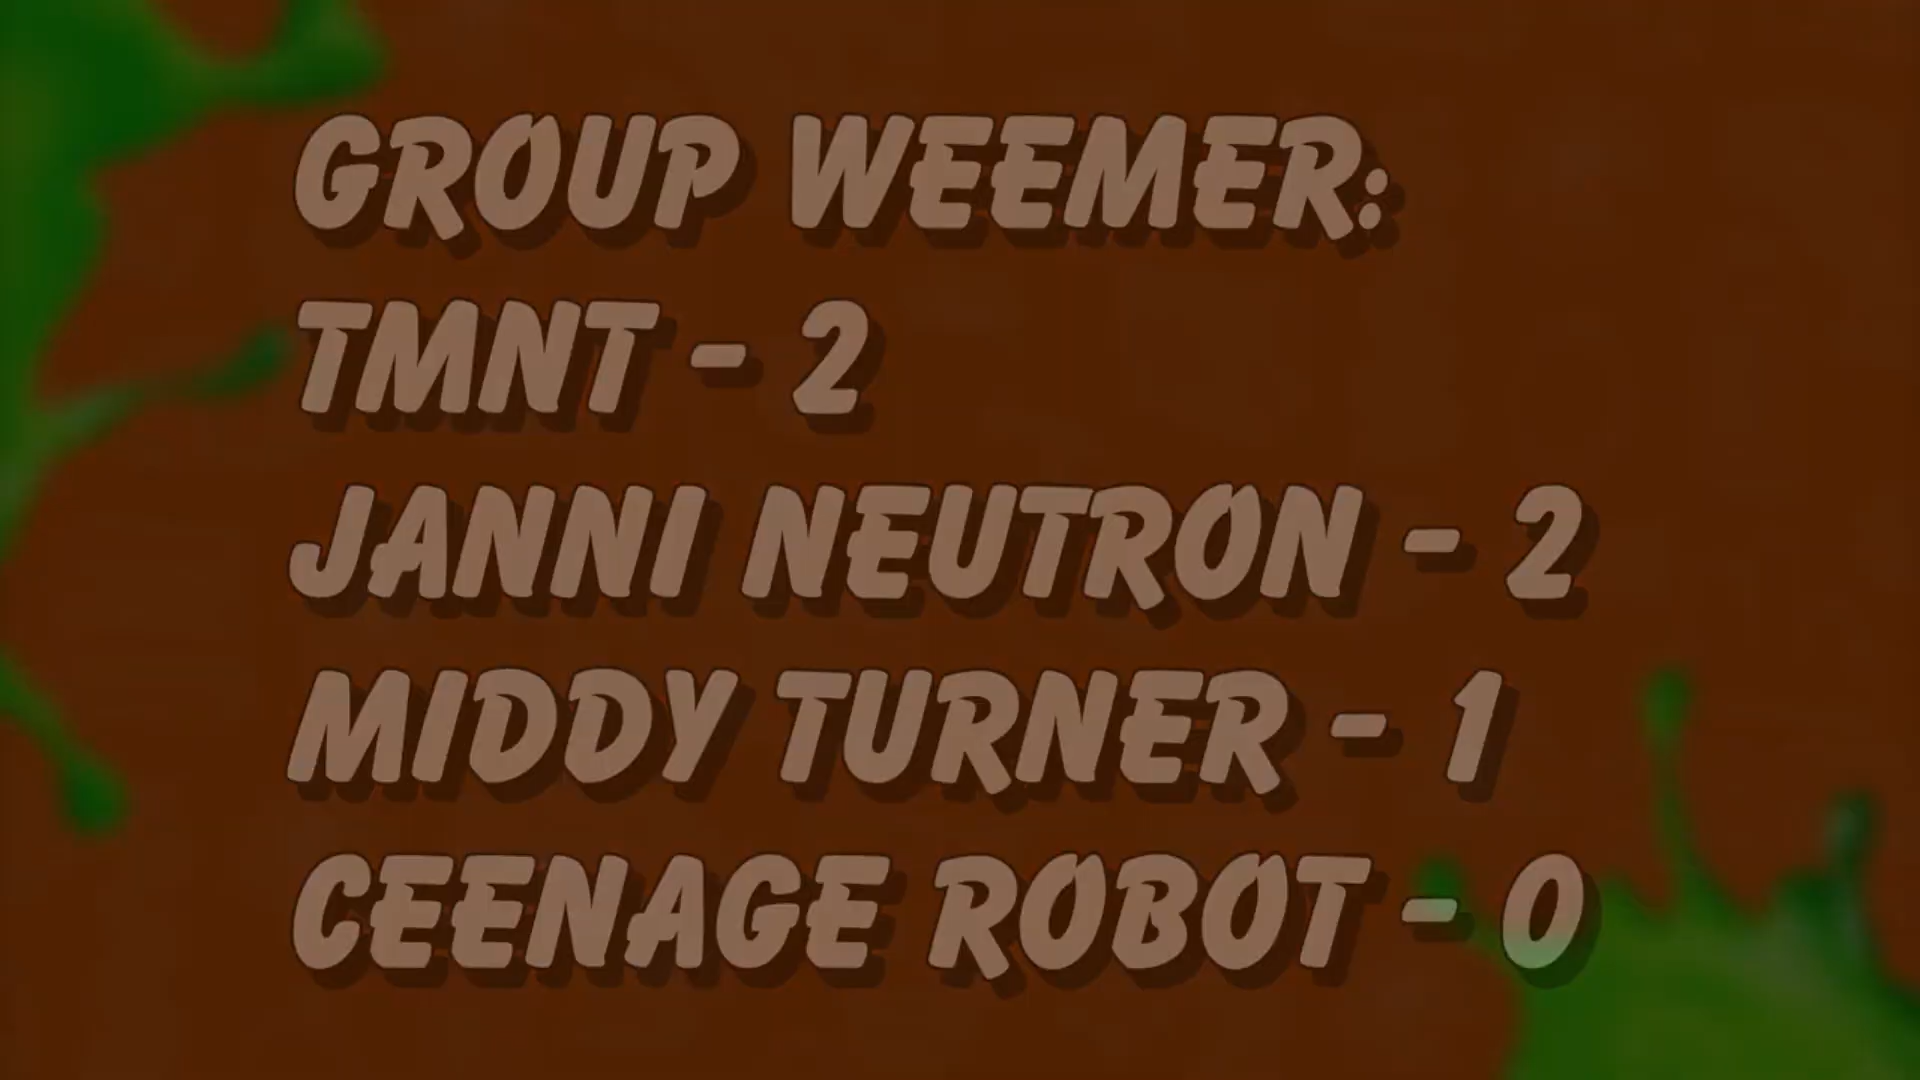 GROUP WEEMER:
TMNT - 2
JANNI NEUTRON - 2
MIDDY TURNER - 1
CEENAGE ROBOT - 0